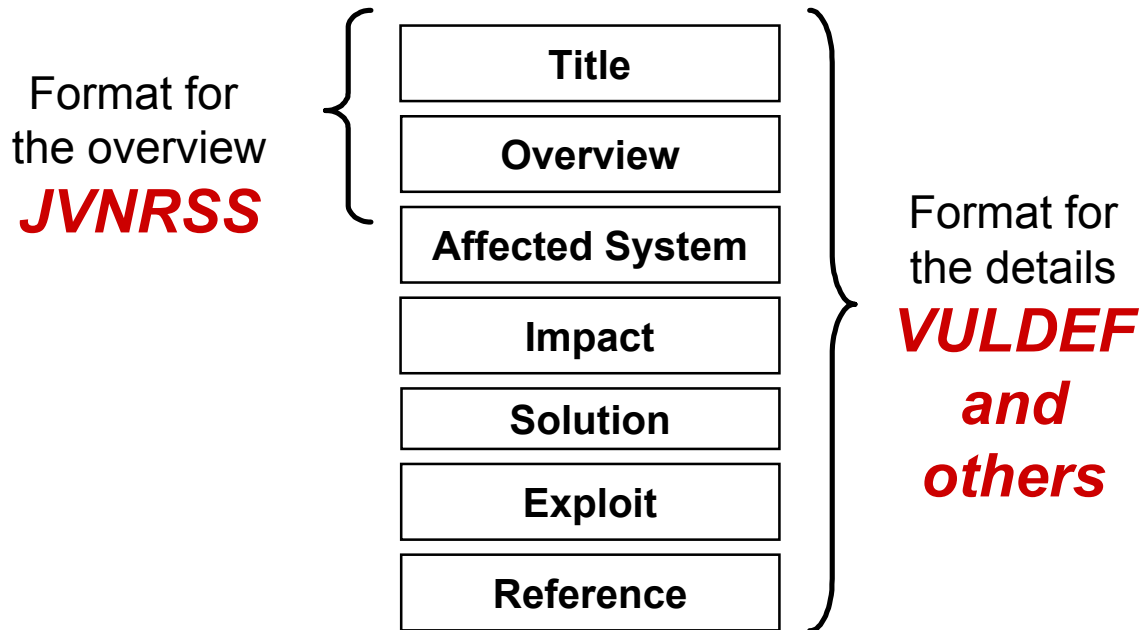 Format for
the overview
JVNRSS
Title
Overview
Affected System
Impact
Solution
Exploit
Reference
Format for
the details
VULDEF
and
others